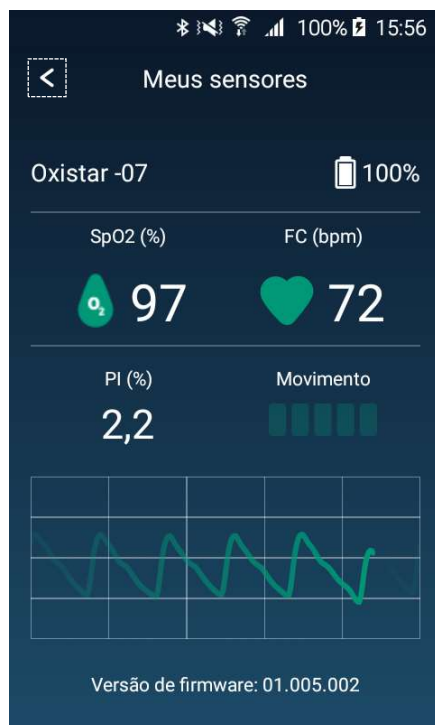 100% 15:56
Meus sensores
Oxistar -07 100%
SpO2 (%) FC (bpm)
O₂ 97 72
PI (%) Movimento
2,2
Versão de firmware: 01.005.002